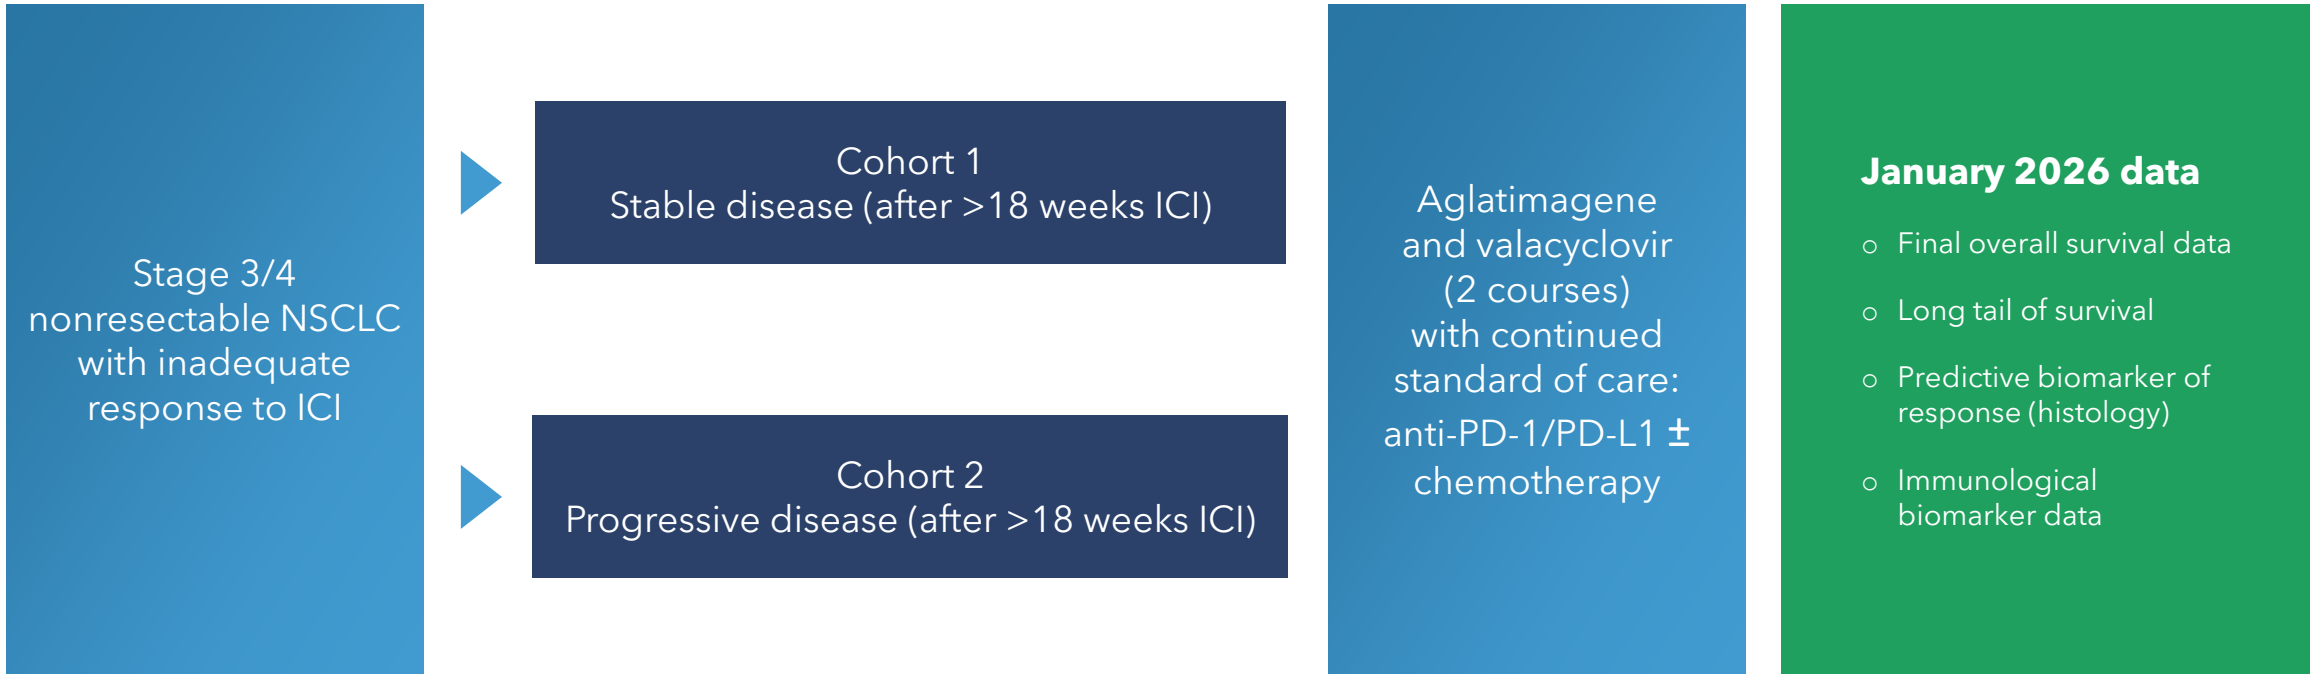 Stage 3/4
nonresectable NSCLC
with inadequate
response to ICI
Cohort 1
Stable disease (after >18 weeks ICI)
Cohort 2
Progressive disease (after >18 weeks ICI)
Aglatimagene
and valacyclovir
(2 courses)
with continued
standard of care:
anti-PD-1/PD-L1 ±
chemotherapy
January 2026 data
○ Final overall survival data
○ Long tail of survival
○ Predictive biomarker of
response (histology)
○ Immunological
biomarker data